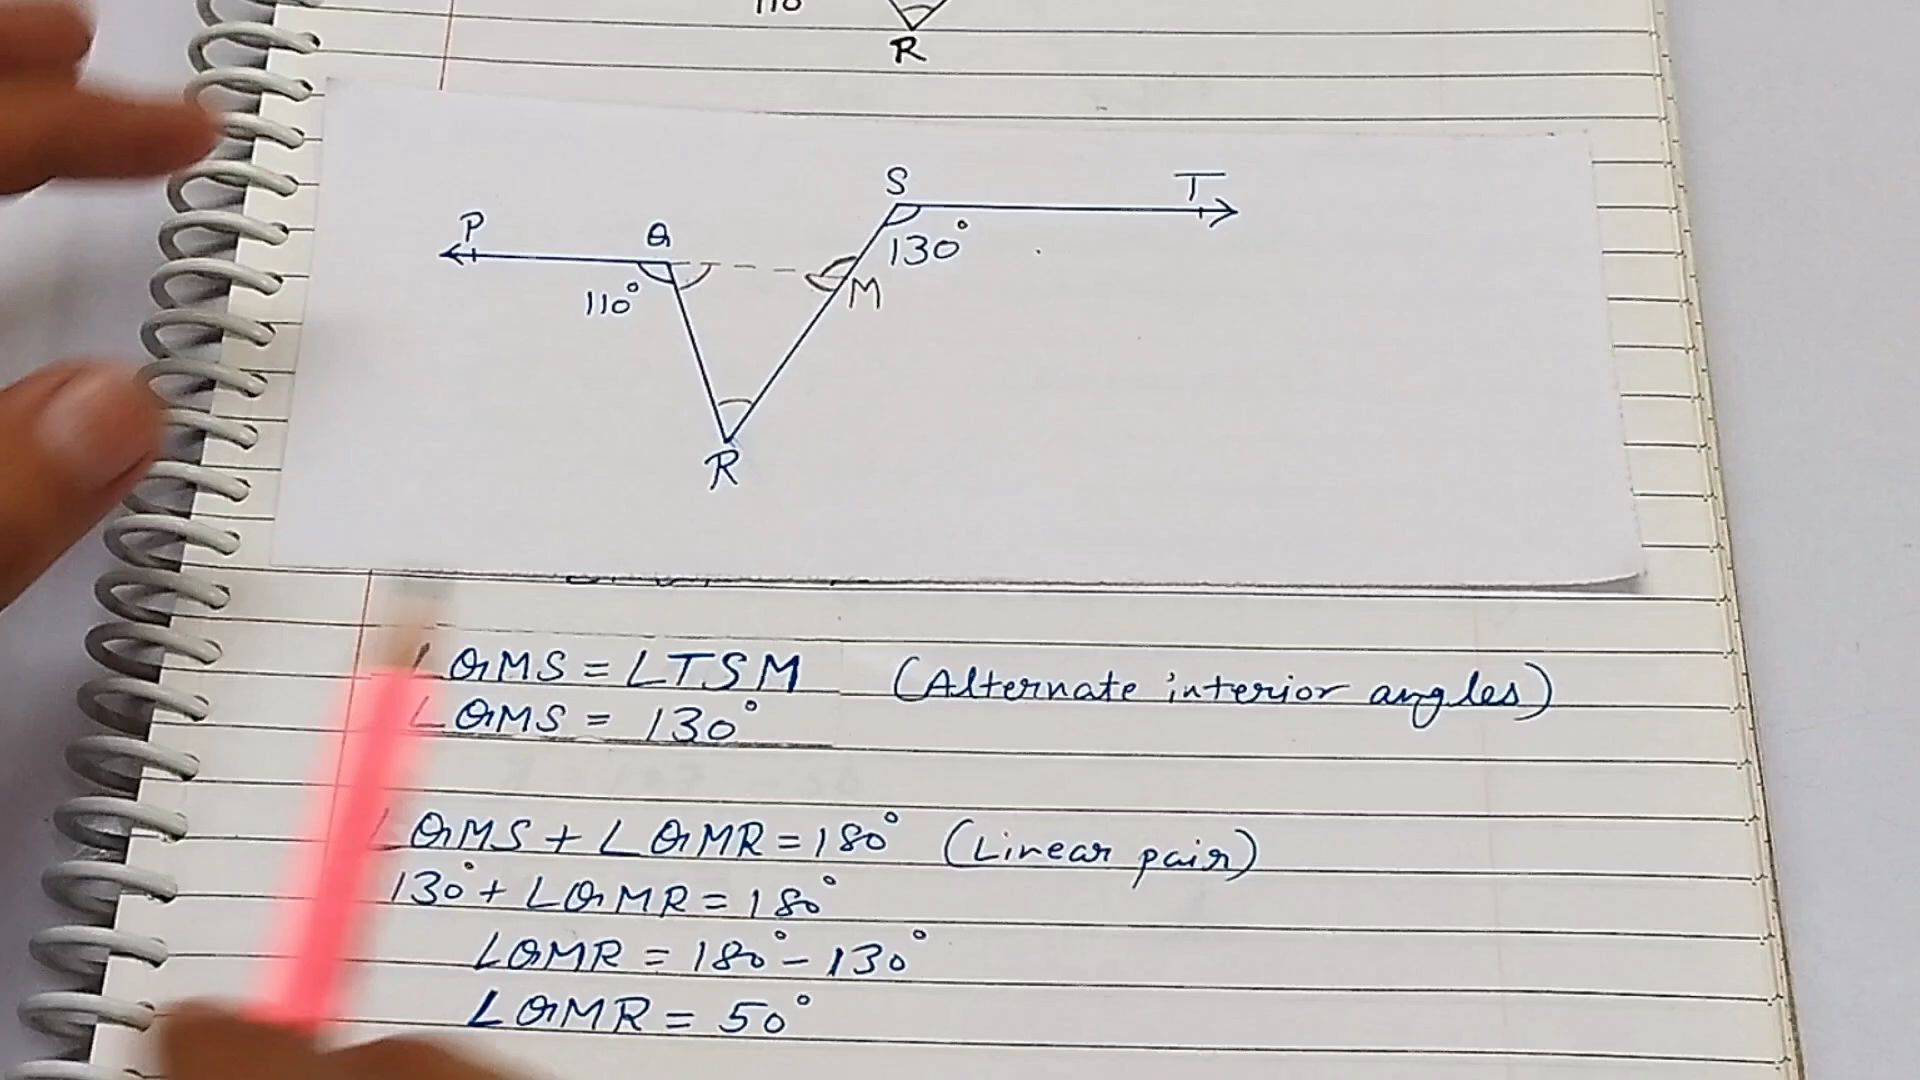 110
R
S
T
P
Q
130°
110°
M
R
∠QMS = ∠TSM (Alternate interior angles)
∠QMS = 130°
∠QMS + ∠QMR = 180° (Linear pair)
130° + ∠QMR = 180°
∠QMR = 180° - 130°
∠QMR = 50°